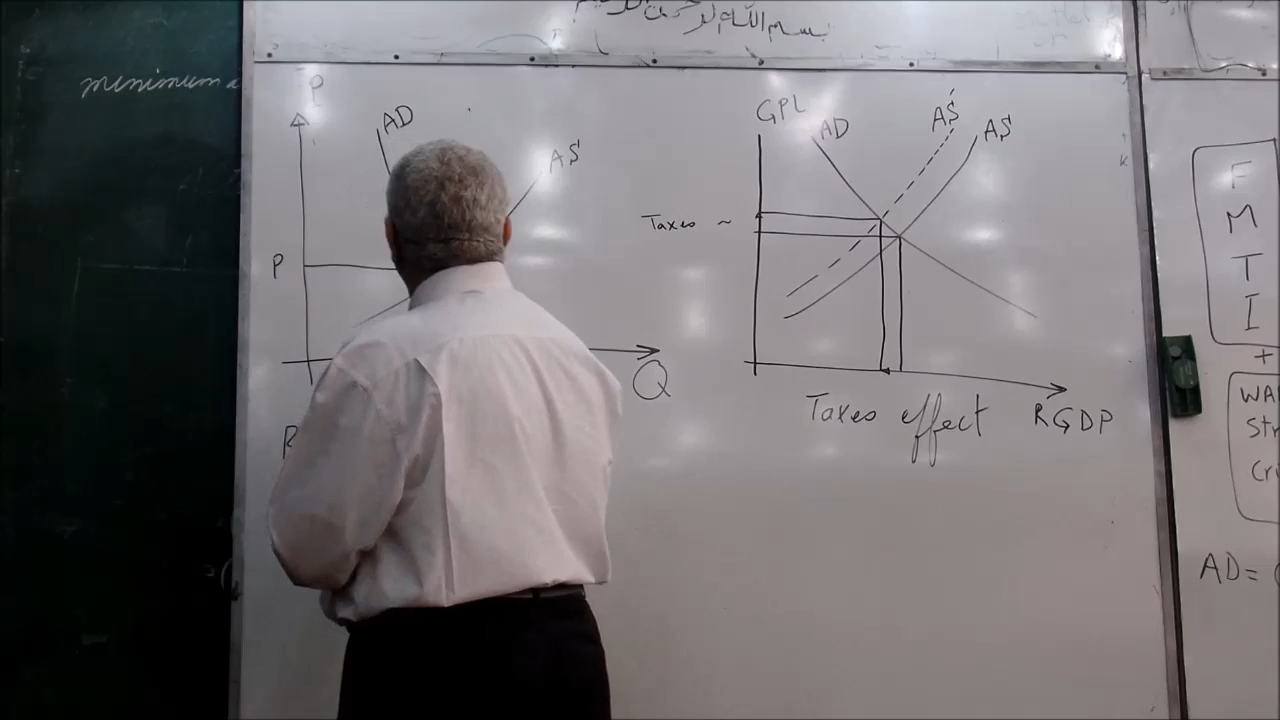 بسم الله الرحمن الرحيم
minimum
P
AD
AS
P
Q
GPL
AD
AS'
AS
Taxes ~
Taxes effect
RGDP
F
M
T
I
+
AD=